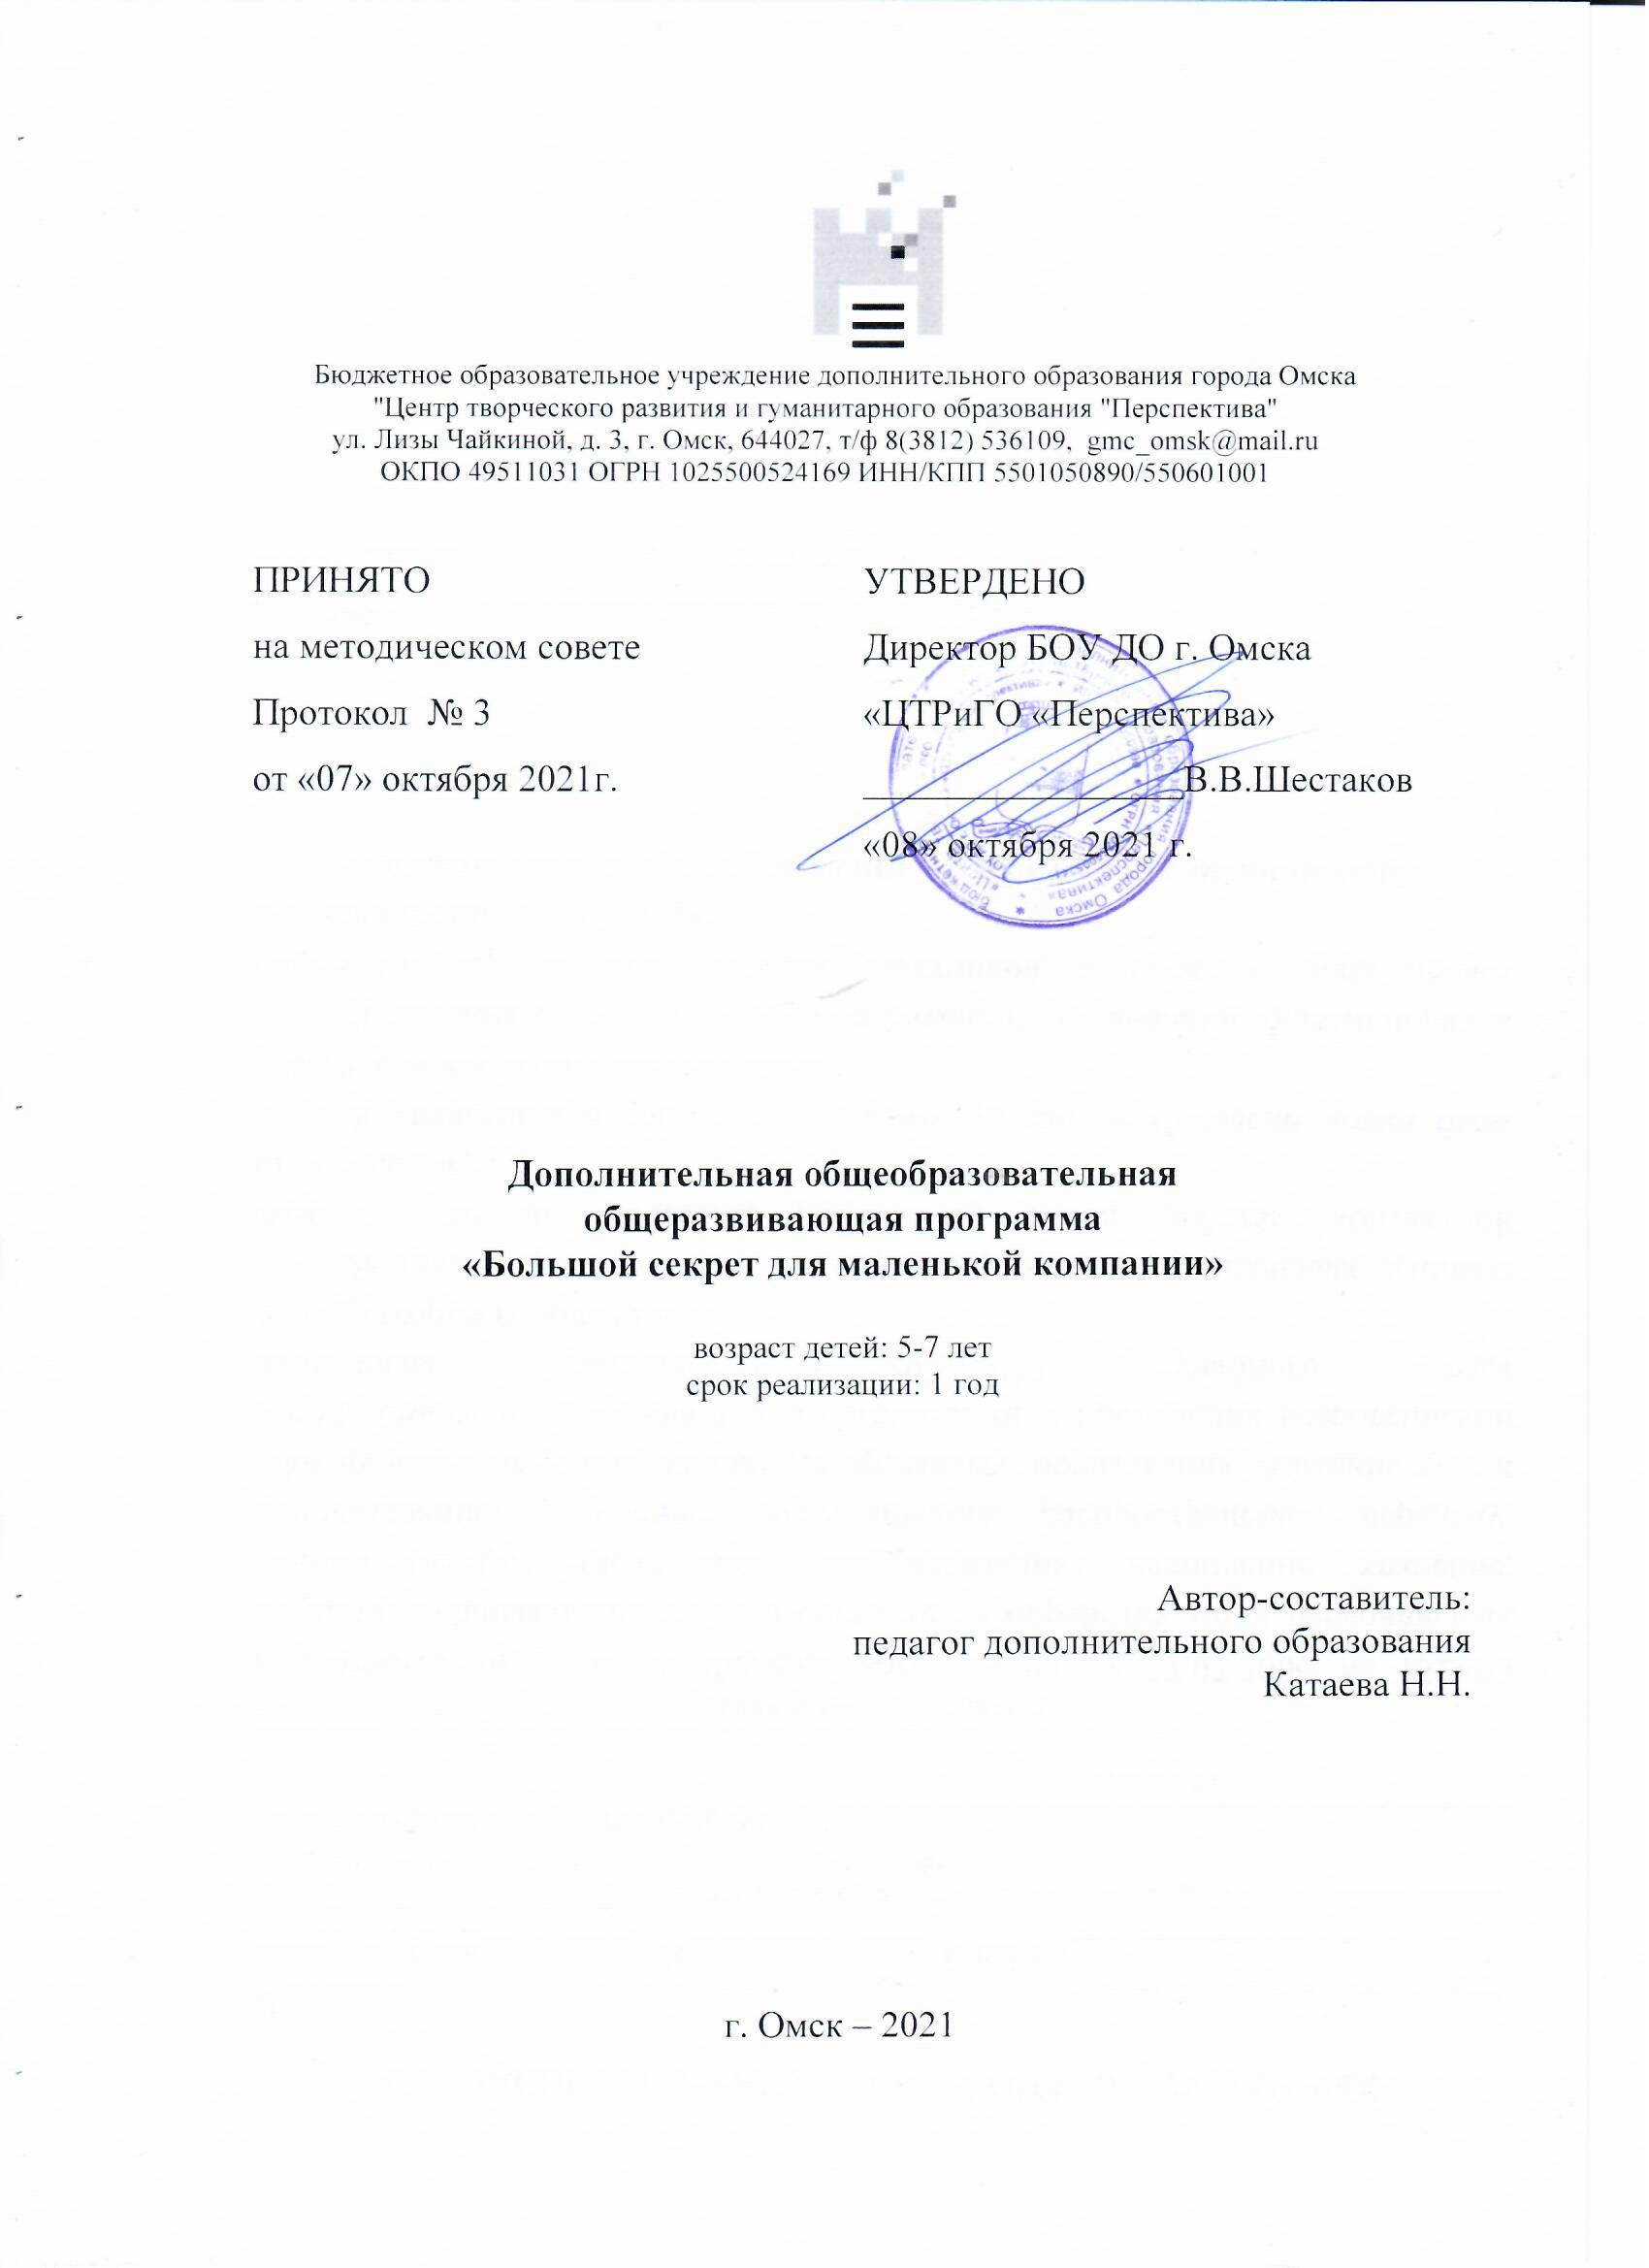 Бюджетное образовательное учреждение дополнительного образования города Омска
"Центр творческого развития и гуманитарного образования "Перспектива"
ул. Лизы Чайкиной, д. 3, г. Омск, 644027, т/ф 8(3812) 536109,  gmc_omsk@mail.ru
ОКПО 49511031 ОГРН 1025500524169 ИНН/КПП 5501050890/550601001
ПРИНЯТО
на методическом совете
Протокол  № 3
от «07» октября 2021г.
УТВЕРДЕНО
Директор БОУ ДО г. Омска
«ЦТРиГО «Перспектива»
_________________В.В.Шестаков
«08» октября 2021 г.
Дополнительная общеобразовательная
общеразвивающая программа
«Большой секрет для маленькой компании»
возраст детей: 5-7 лет
срок реализации: 1 год
Автор-составитель:
педагог дополнительного образования
Катаева Н.Н.
г. Омск – 2021